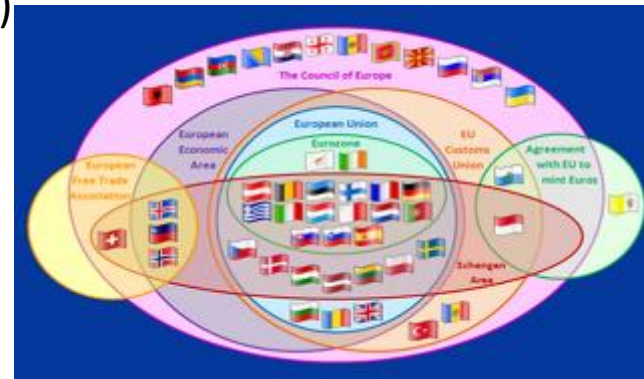 )
The Council of Europe
European Union
European
Economic
Area
Eurozone
EU
Customs
Union
European
Free Trade
Association
Agreement
with EU to
mint Euros
Schengen
Area